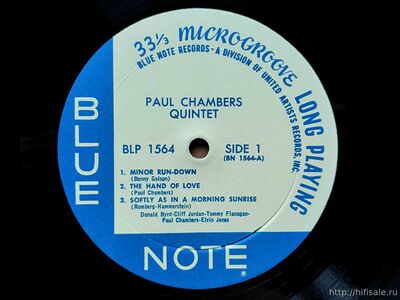 33 1/3 MICROGROOVE LONG PLAYING
BLUE NOTE RECORDS • A DIVISION OF UNITED ARTISTS RECORDS, INC.
PAUL CHAMBERS
QUINTET
BLP 1564 SIDE 1
(BN 1564-A)
1. MINOR RUN-DOWN
(Benny Golson)
2. THE HAND OF LOVE
(Paul Chambers)
3. SOFTLY AS IN A MORNING SUNRISE
(Romberg-Hammerstein)
Donald Byrd-Cliff Jordan-Tommy Flanagan-
Paul Chambers-Elvin Jones
BLUE
NOTE
®
http://hifisale.ru